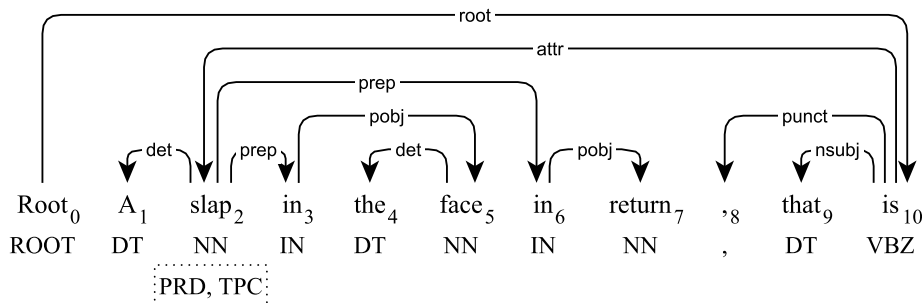 root
attr
prep
pobj punct
det prep det pobj nsubj
Root0 A1 slap2 in3 the4 face5 in6 return7 ,8 that9 is10
ROOT DT NN IN DT NN IN NN , DT VBZ
PRD, TPC